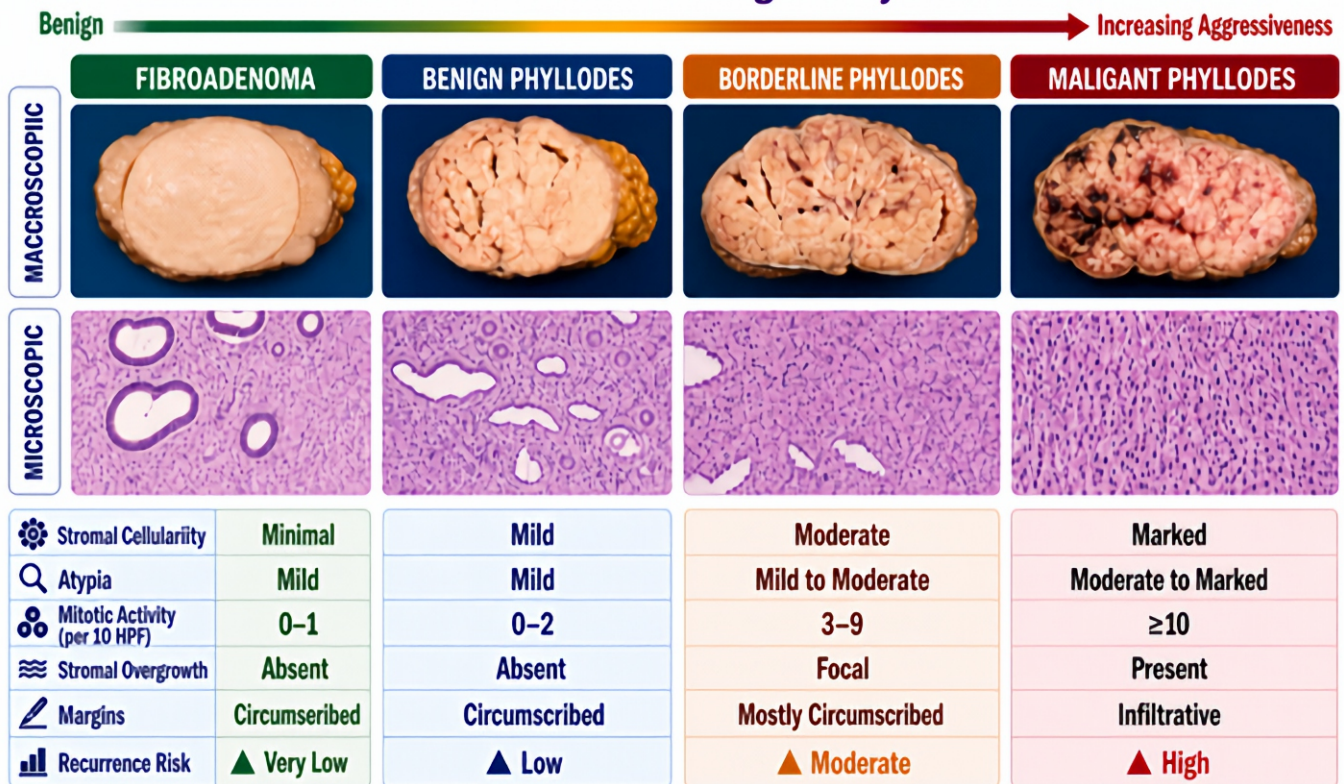 Benign
Increasing Aggressiveness
FIBROADENOMA
BENIGN PHYLLODES
BORDERLINE PHYLLODES
MALIGANT PHYLLODES
MACCROSCOPIIC
MICROSCOPIC
Stromal Cellulariity Minimal Mild Moderate Marked
Atypia Mild Mild Mild to Moderate Moderate to Marked
Mitotic Activity
(per 10 HPF) 0–1 0–2 3–9 ≥10
Stromal Overgrowth Absent Absent Focal Present
Margins Circumseribed Circumscribed Mostly Circumscribed Infiltrative
Recurrence Risk ▲ Very Low ▲ Low ▲ Moderate ▲ High